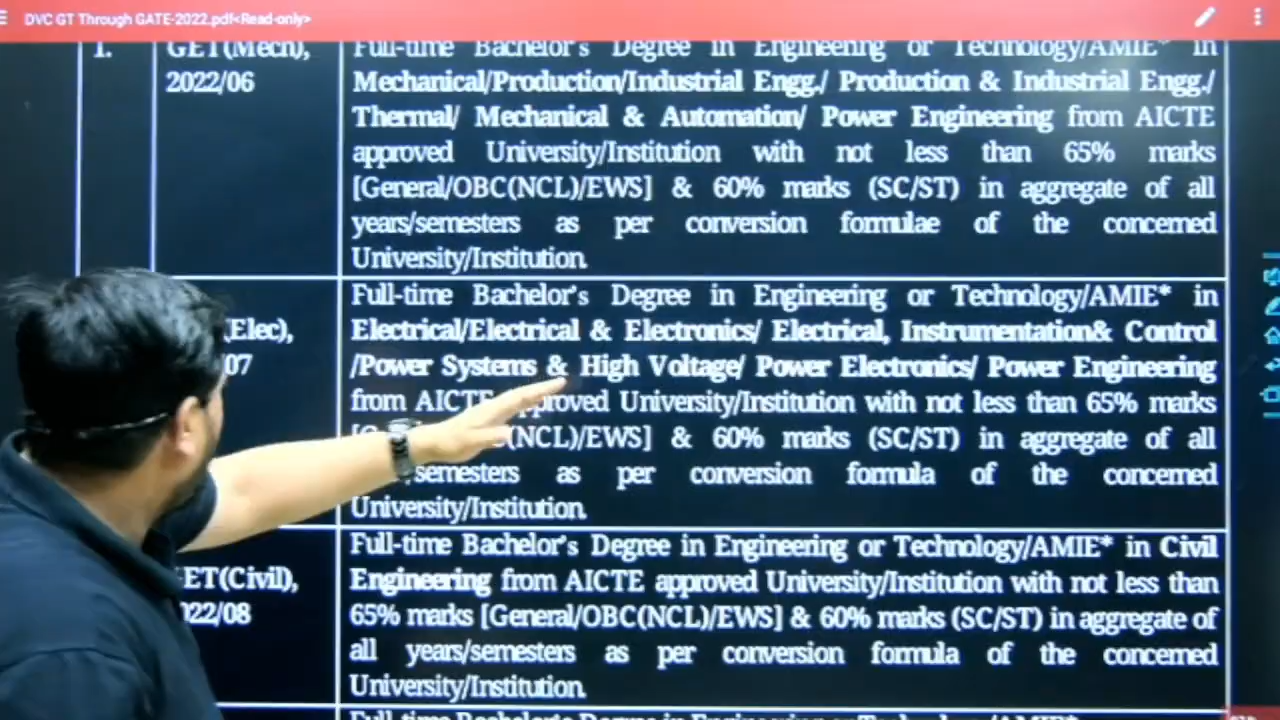 DVC GT Through GATE-2022.pdf<Read-only>
1.
GET(Mech),
2022/06
Full-time Bachelor's Degree in Engineering or Technology/AMIE* in
Mechanical/Production/Industrial Engg./ Production & Industrial Engg./
Thermal/ Mechanical & Automation/ Power Engineering from AICTE
approved University/Institution with not less than 65% marks
[General/OBC(NCL)/EWS] & 60% marks (SC/ST) in aggregate of all
years/semesters as per conversion formulae of the concerned
University/Institution.
(Elec),
07
Full-time Bachelor's Degree in Engineering or Technology/AMIE* in
Electrical/Electrical & Electronics/ Electrical, Instrumentation& Control
/Power Systems & High Voltage/ Power Electronics/ Power Engineering
from AICTE approved University/Institution with not less than 65% marks
(NCL)/EWS] & 60% marks (SC/ST) in aggregate of all
/semesters as per conversion formula of the concerned
University/Institution.
ET(Civil),
022/08
Full-time Bachelor's Degree in Engineering or Technology/AMIE* in Civil
Engineering from AICTE approved University/Institution with not less than
65% marks [General/OBC(NCL)/EWS] & 60% marks (SC/ST) in aggregate of
all years/semesters as per conversion formula of the concerned
University/Institution.